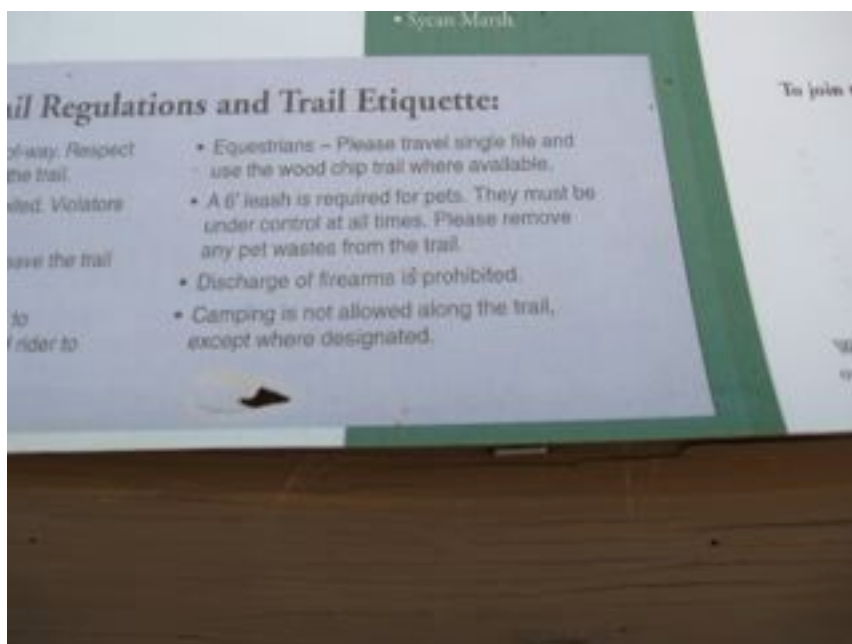 • Sycan Marsh
ail Regulations and Trail Etiquette:
of-way. Respect
the trail.
ited. Violators
eave the trail
to
rider to
• Equestrians – Please travel single file and
use the wood chip trail where available.
• A 6' leash is required for pets. They must be
under control at all times. Please remove
any pet wastes from the trail.
• Discharge of firearms is prohibited.
• Camping is not allowed along the trail,
except where designated.
To join